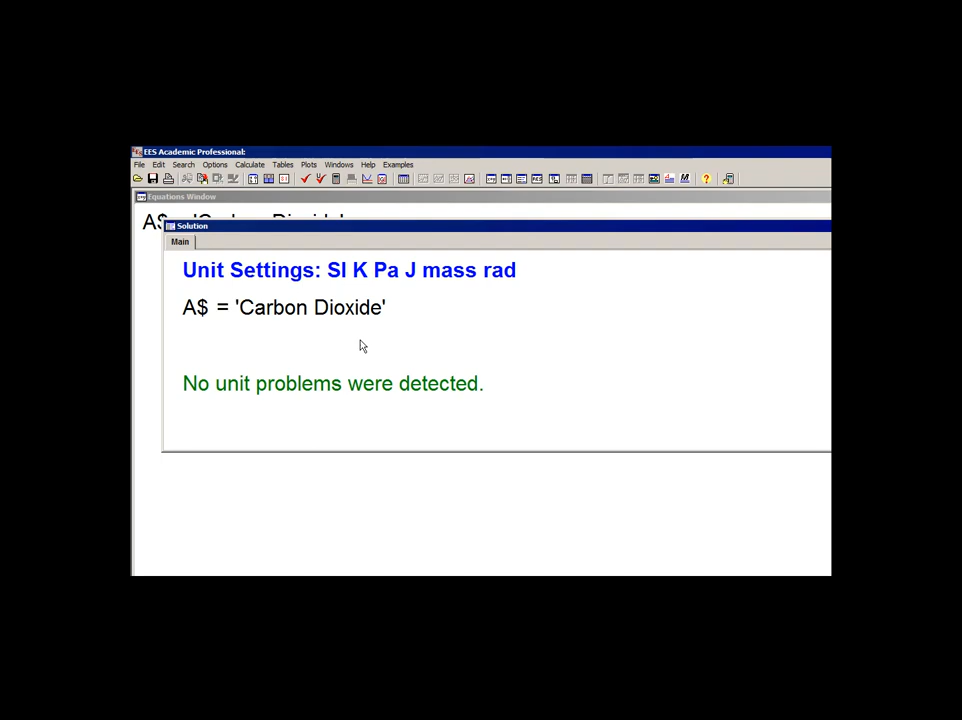 EES Academic Professional:
File Edit Search Options Calculate Tables Plots Windows Help Examples
Equations Window
A$
Solution
Main
Unit Settings: SI K Pa J mass rad
A$ = 'Carbon Dioxide'
No unit problems were detected.